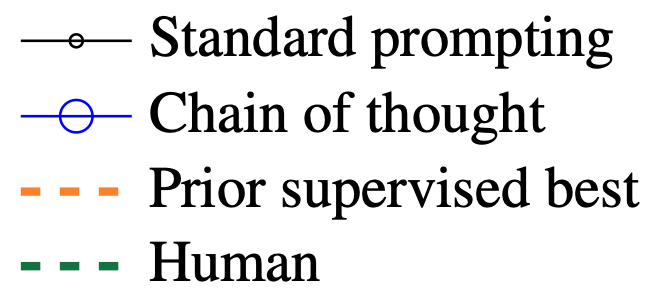 Standard prompting
Chain of thought
Prior supervised best
Human